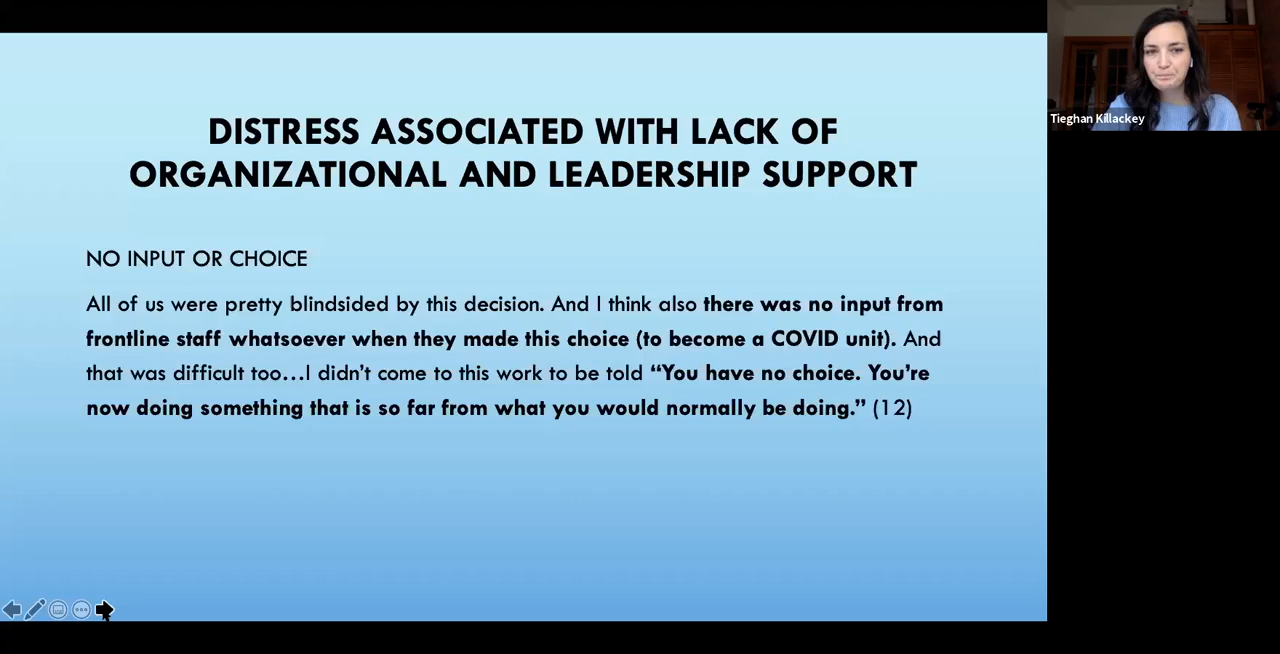 DISTRESS ASSOCIATED WITH LACK OF
ORGANIZATIONAL AND LEADERSHIP SUPPORT
NO INPUT OR CHOICE
All of us were pretty blindsided by this decision. And I think also there was no input from
frontline staff whatsoever when they made this choice (to become a COVID unit). And
that was difficult too…I didn’t come to this work to be told “You have no choice. You’re
now doing something that is so far from what you would normally be doing.” (12)
Tieghan Killackey